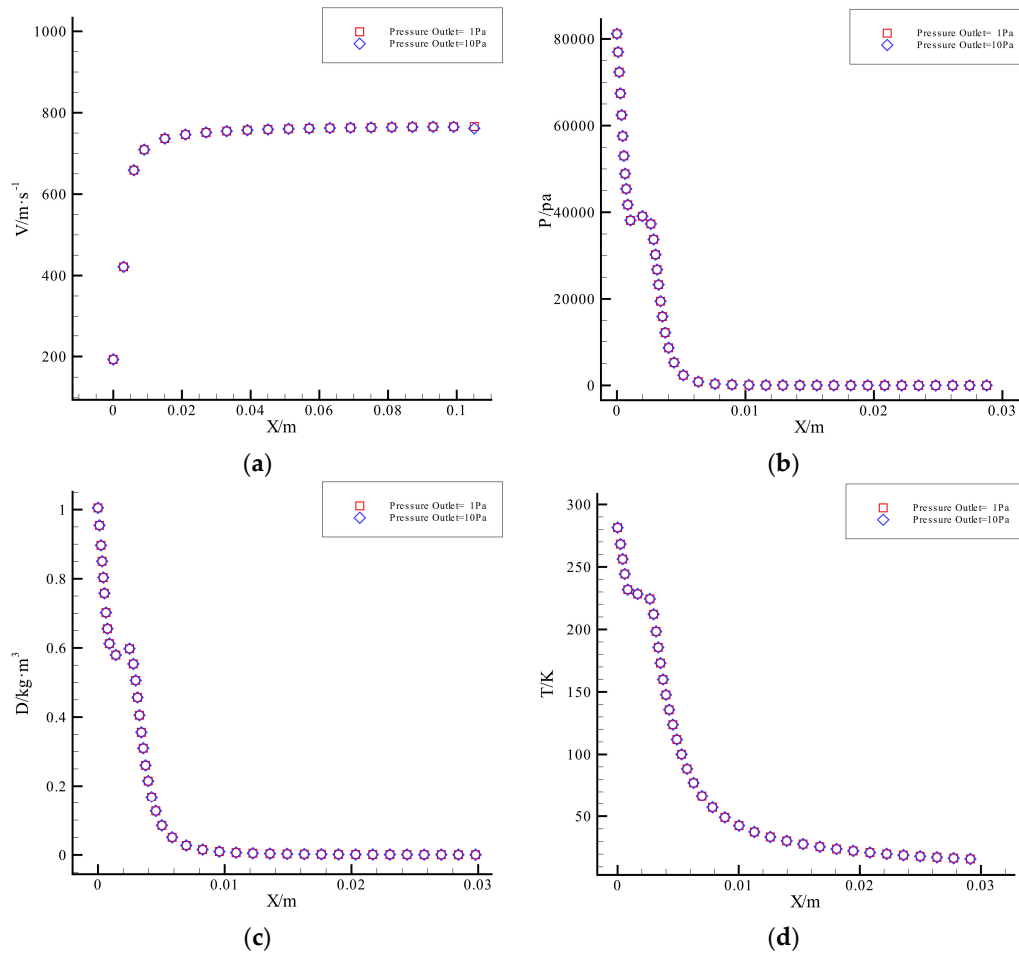 Pressure Outlet= 1Pa
Pressure Outlet=10Pa
1000
800
600
400
200
V/m·s⁻¹
0
0.02
0.04
0.06
0.08
0.1
X/m
(a)
Pressure Outlet= 1Pa
Pressure Outlet=10Pa
80000
60000
40000
20000
0
P/pa
0
0.01
0.02
0.03
X/m
(b)
Pressure Outlet= 1Pa
Pressure Outlet=10Pa
1
0.8
0.6
0.4
0.2
0
D/kg·m³
0
0.01
0.02
0.03
X/m
(c)
Pressure Outlet= 1Pa
Pressure Outlet=10Pa
300
250
200
150
100
50
T/K
0
0.01
0.02
0.03
X/m
(d)